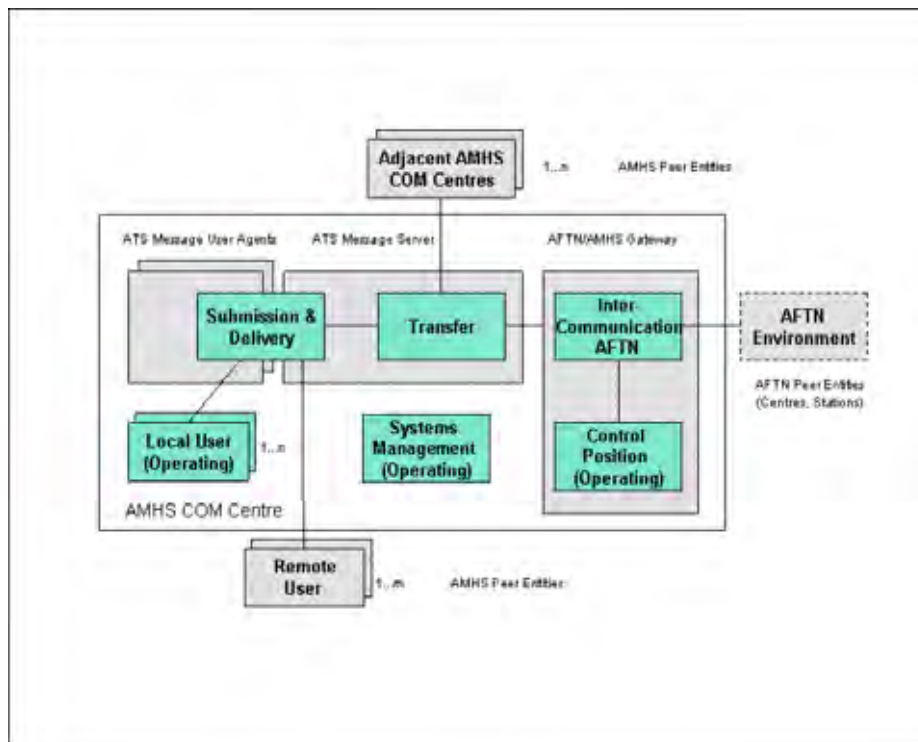 Adjacent AMHS
COM Centres
1...n
AMHS Peer Entities
ATS Message User Agents
ATS Message Server
AFTN/AMHS Gateway
Submission &
Delivery
Transfer
Inter-
Communication
AFTN
AFTN
Environment
AFTN Peer Entities
(Centres, Stations)
Local User
(Operating)
1...n
Systems
Management
(Operating)
Control
Position
(Operating)
AMHS COM Centre
Remote
User
1...m
AMHS Peer Entities